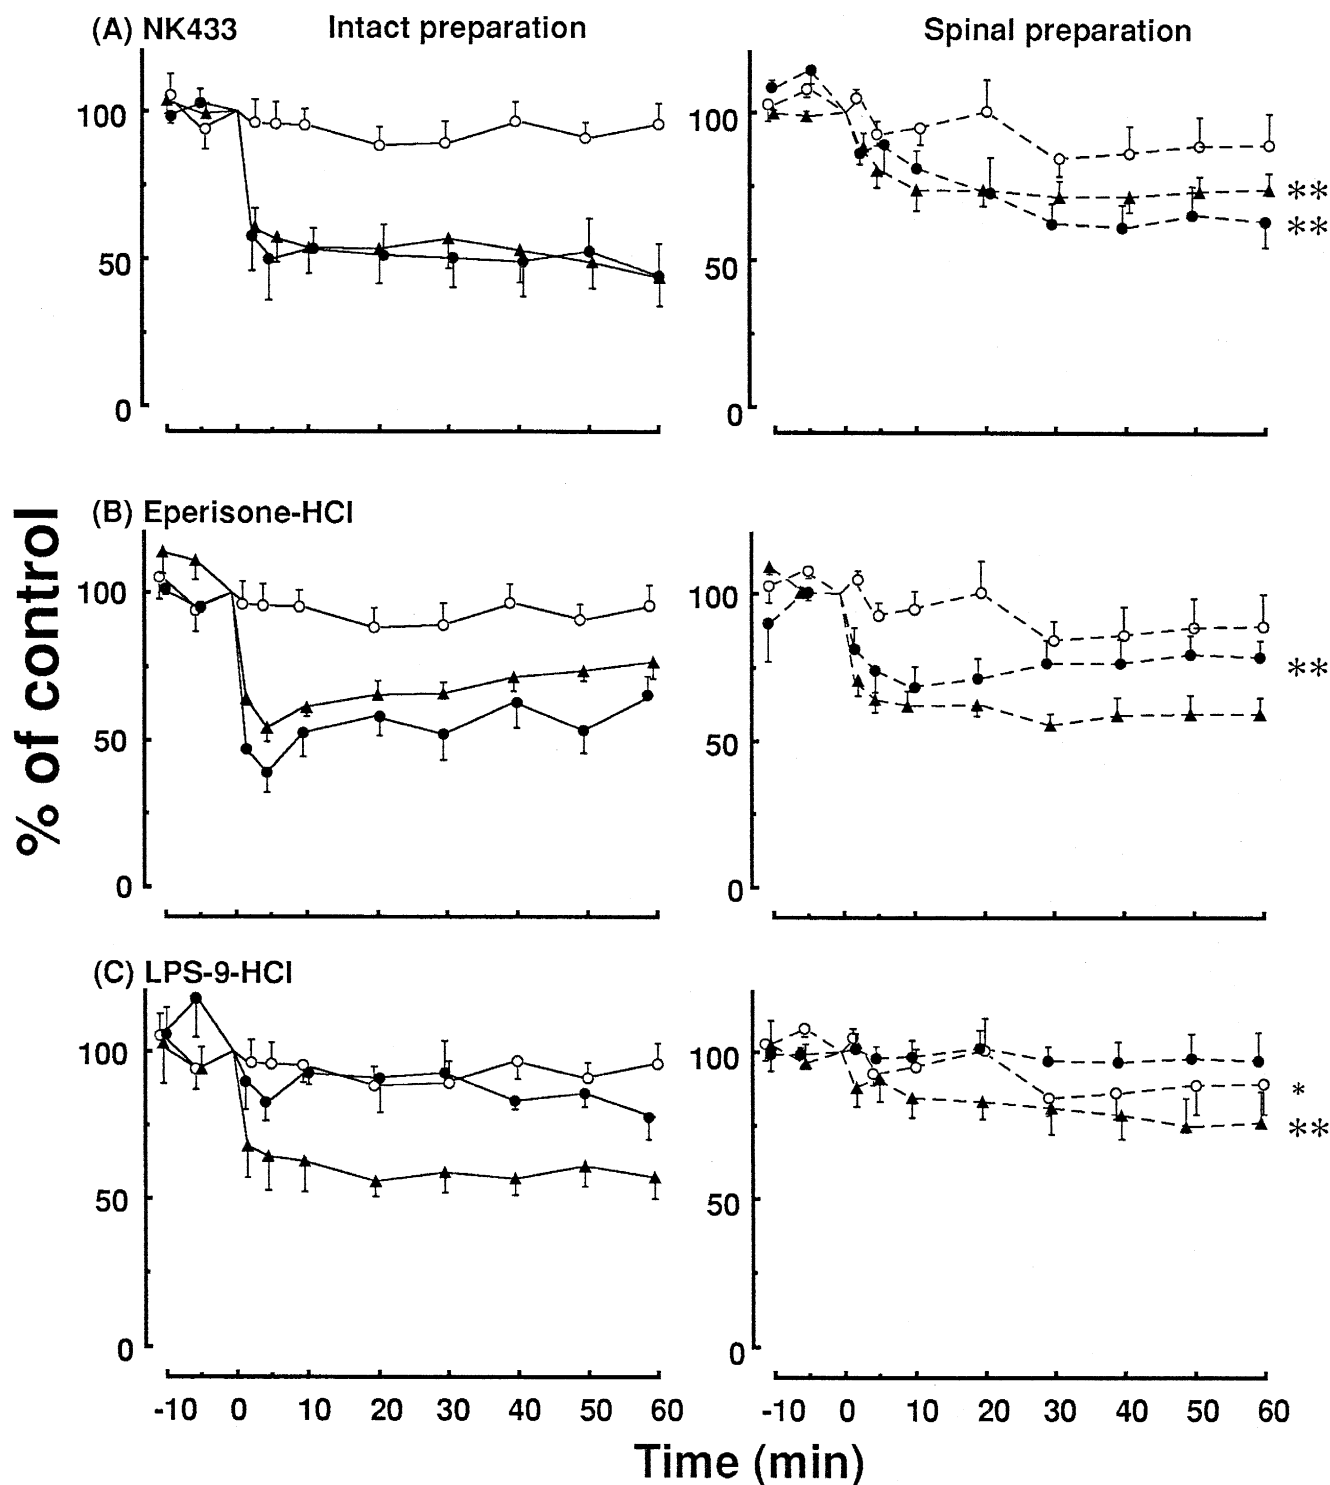 (A) NK433 Intact preparation Spinal preparation
100 100
**
**
50 50
0 0
(B) Eperisone-HCl
100 100
**
50 50
0 0
(C) LPS-9-HCl
100 100
*
**
50 50
0 0
-10 0 10 20 30 40 50 60 -10 0 10 20 30 40 50 60
Time (min)
% of control